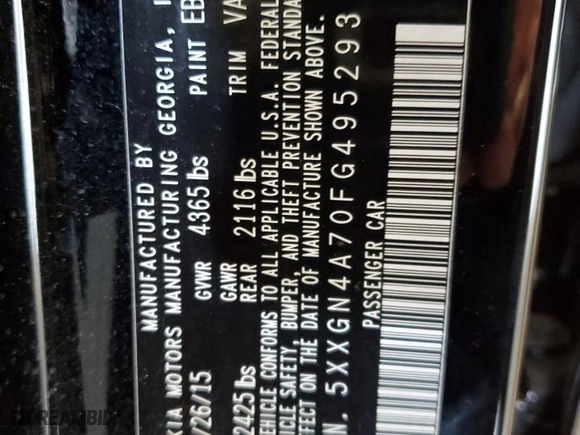 MANUFACTURED BY
KIA MOTORS MANUFACTURING GEORGIA,
/26/15 GVWR 4365 lbs PAINT EB
GAWR
2425 lbs REAR 2116 lbs TRIM VA
VEHICLE CONFORMS TO ALL APPLICABLE U.S.A. FEDERAL
VEHICLE SAFETY, BUMPER, AND THEFT PREVENTION STANDA
EFFECT ON THE DATE OF MANUFACTURE SHOWN ABOVE.
N. 5XXGN4A70FG495293
PASSENGER CAR